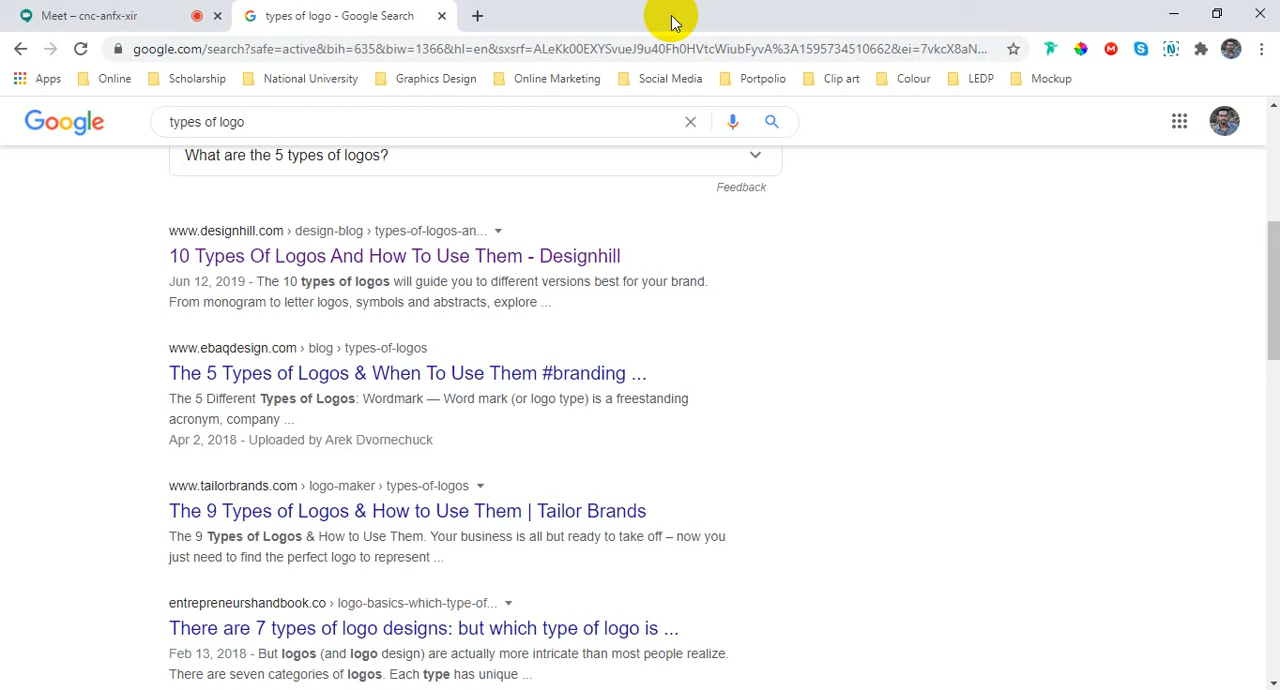 Meet – cnc-anfx-xir
types of logo - Google Search
google.com/search?safe=active&bih=635&biw=1366&hl=en&sxsrf=ALeKk00EXYSvueJ9u40Fh0HVtcWiubFyvA%3A1595734510662&ei=7vkcX8aN...
Apps Online Scholarship National University Graphics Design Online Marketing Social Media Portpolio Clip art Colour LEDP Mockup
Google types of logo
What are the 5 types of logos?
Feedback
www.designhill.com › design-blog › types-of-logos-an...
10 Types Of Logos And How To Use Them - Designhill
Jun 12, 2019 - The 10 types of logos will guide you to different versions best for your brand.
From monogram to letter logos, symbols and abstracts, explore ...
www.ebaqdesign.com › blog › types-of-logos
The 5 Types of Logos & When To Use Them #branding ...
The 5 Different Types of Logos: Wordmark — Word mark (or logo type) is a freestanding
acronym, company ...
Apr 2, 2018 - Uploaded by Arek Dvornechuck
www.tailorbrands.com › logo-maker › types-of-logos
The 9 Types of Logos & How to Use Them | Tailor Brands
The 9 Types of Logos & How to Use Them. Your business is all but ready to take off – now you
just need to find the perfect logo to represent ...
entrepreneurshandbook.co › logo-basics-which-type-of...
There are 7 types of logo designs: but which type of logo is ...
Feb 13, 2018 - But logos (and logo design) are actually more intricate than most people realize.
There are seven categories of logos. Each type has unique ...